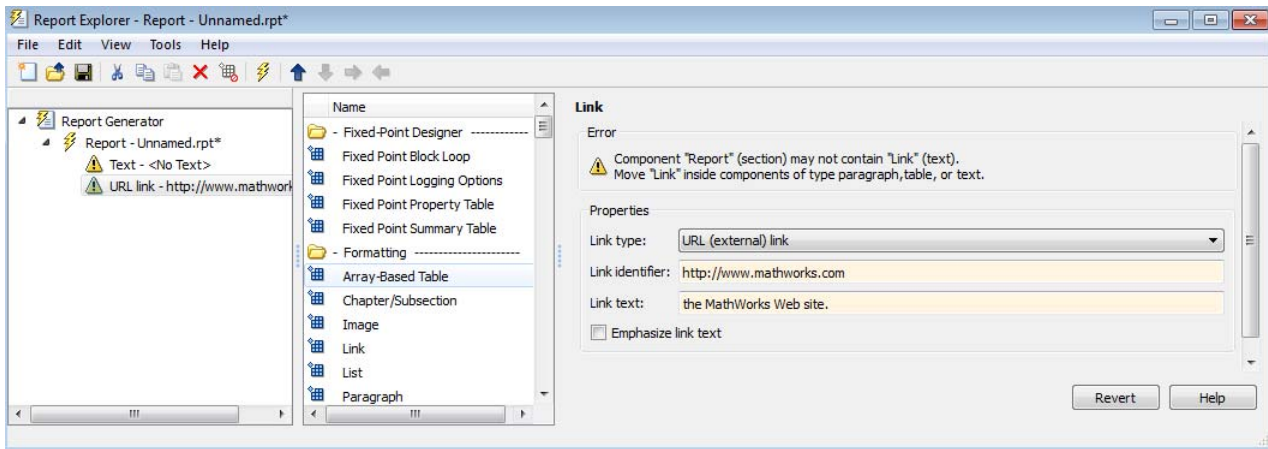 Report Explorer - Report - Unnamed.rpt*
File Edit View Tools Help
Report Generator
Report - Unnamed.rpt*
Text - <No Text>
URL link - http://www.mathwork
Name
- Fixed-Point Designer ------------
Fixed Point Block Loop
Fixed Point Logging Options
Fixed Point Property Table
Fixed Point Summary Table
- Formatting ----------------------
Array-Based Table
Chapter/Subsection
Image
Link
List
Paragraph
Link
Error
Component "Report" (section) may not contain "Link" (text).
Move "Link" inside components of type paragraph,table, or text.
Properties
Link type: URL (external) link
Link identifier: http://www.mathworks.com
Link text: the MathWorks Web site.
Emphasize link text
Revert Help